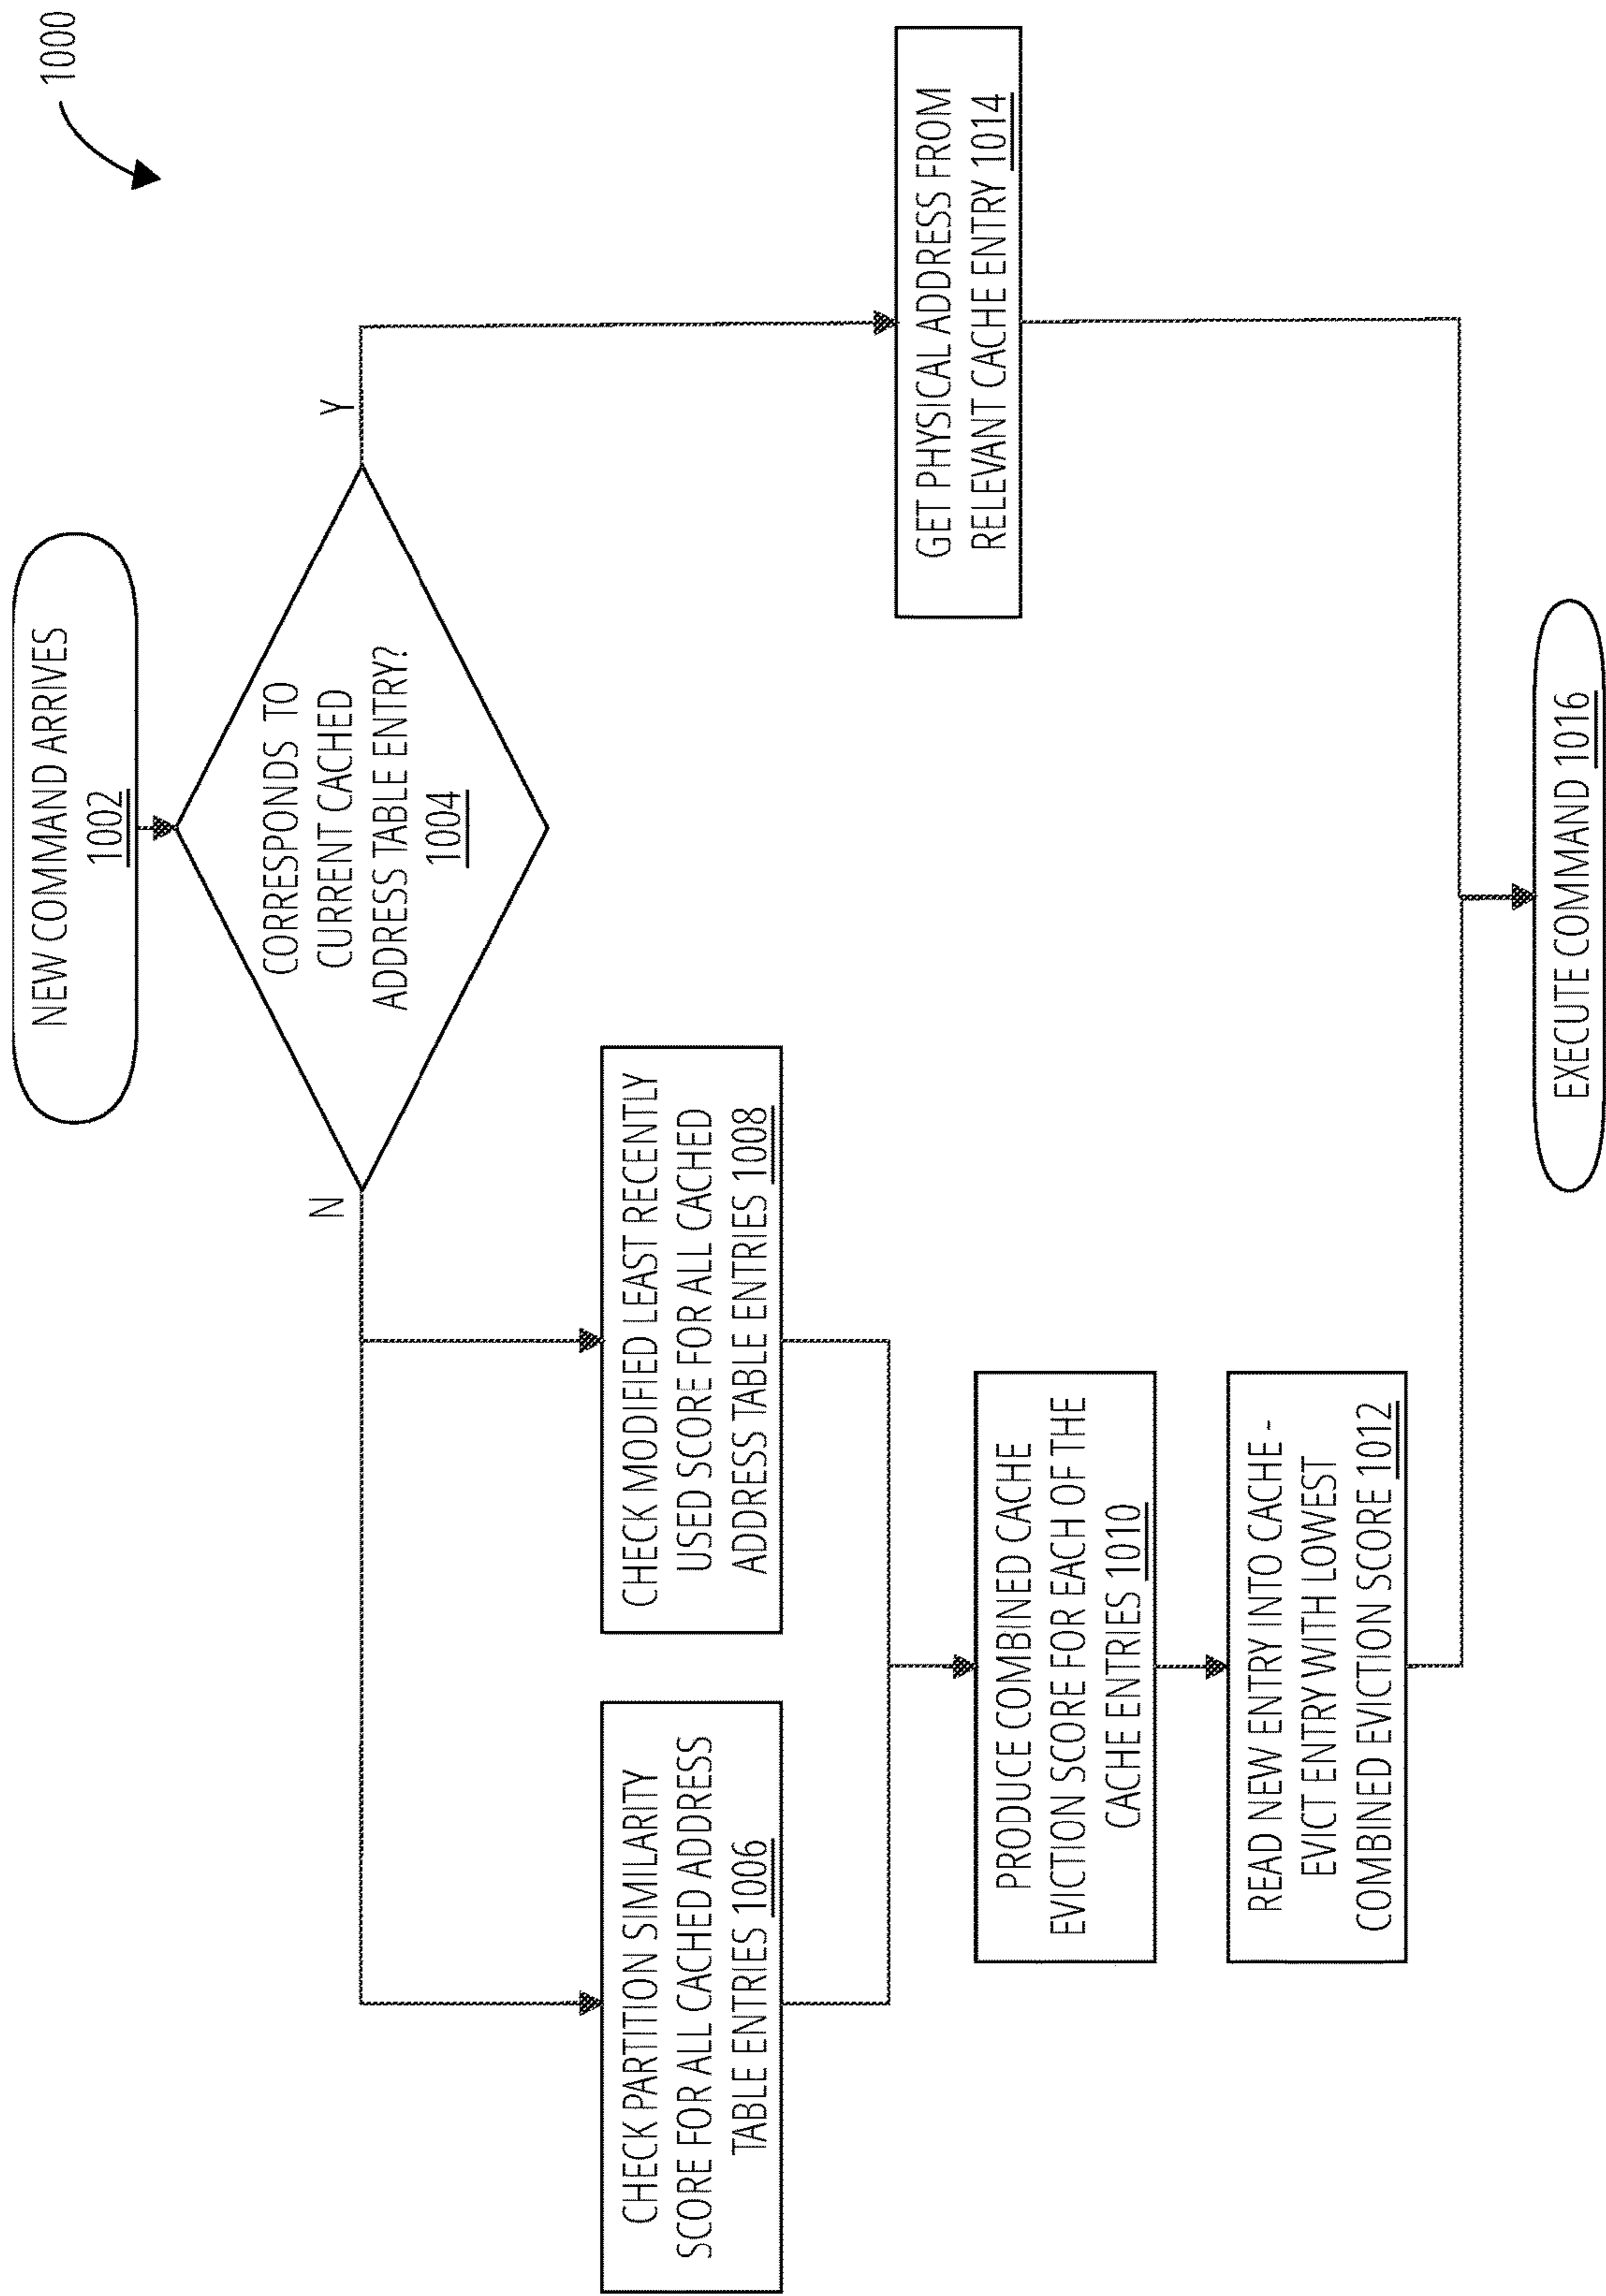 1000
NEW COMMAND ARRIVES
1002
CORRESPONDS TO
CURRENT CACHED
ADDRESS TABLE ENTRY?
1004
N
Y
CHECK PARTITION SIMILARITY
SCORE FOR ALL CACHED ADDRESS
TABLE ENTRIES 1006
CHECK MODIFIED LEAST RECENTLY
USED SCORE FOR ALL CACHED
ADDRESS TABLE ENTRIES 1008
GET PHYSICAL ADDRESS FROM
RELEVANT CACHE ENTRY 1014
PRODUCE COMBINED CACHE
EVICTION SCORE FOR EACH OF THE
CACHE ENTRIES 1010
READ NEW ENTRY INTO CACHE -
EVICT ENTRY WITH LOWEST
COMBINED EVICTION SCORE 1012
EXECUTE COMMAND 1016